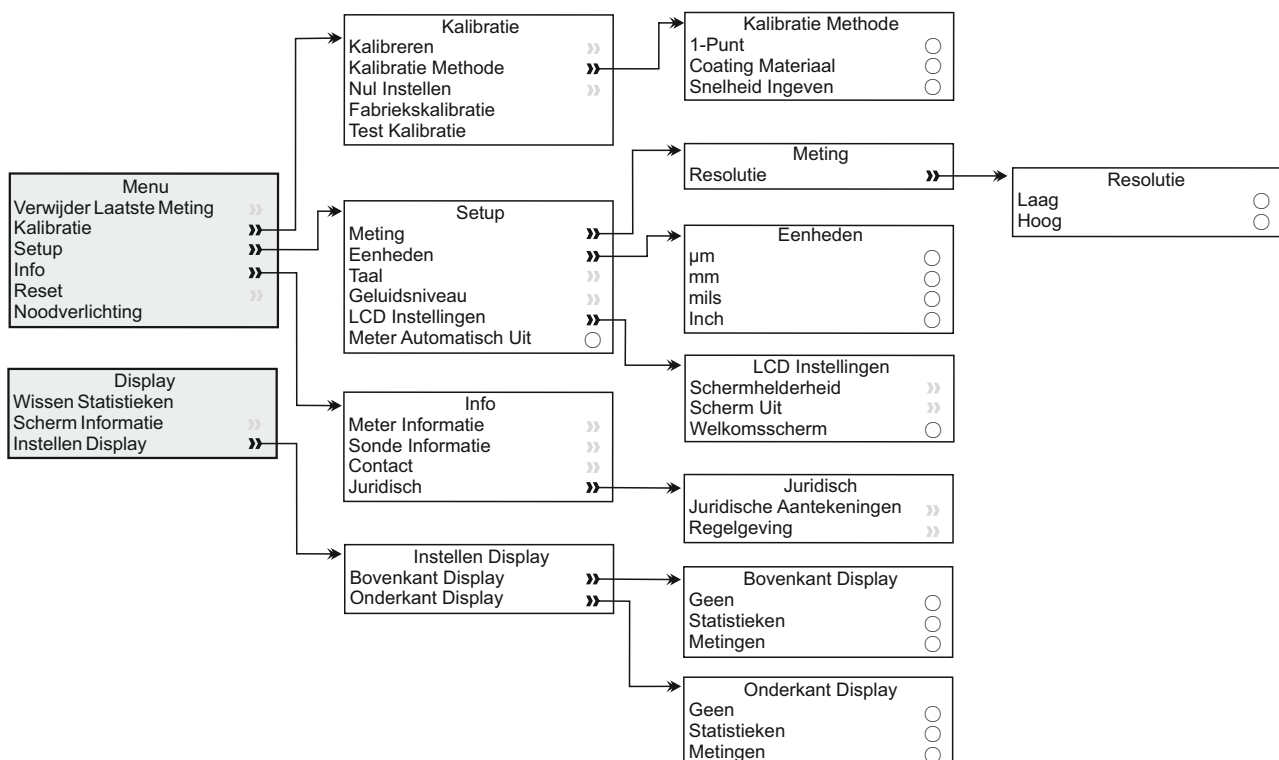 Menu
Verwijder Laatste Meting
Kalibratie
Setup
Info
Reset
Noodverlichting
Display
Wissen Statistieken
Scherm Informatie
Instellen Display
Kalibratie
Kalibreren
Kalibratie Methode
Nul Instellen
Fabriekskalibratie
Test Kalibratie
Setup
Meting
Eenheden
Taal
Geluidsniveau
LCD Instellingen
Meter Automatisch Uit
Info
Meter Informatie
Sonde Informatie
Contact
Juridisch
Instellen Display
Bovenkant Display
Onderkant Display
Kalibratie Methode
1-Punt
Coating Materiaal
Snelheid Ingeven
Meting
Resolutie
Eenheden
µm
mm
mils
Inch
LCD Instellingen
Schermhelderheid
Scherm Uit
Welkomsscherm
Juridisch
Juridische Aantekeningen
Regelgeving
Bovenkant Display
Geen
Statistieken
Metingen
Onderkant Display
Geen
Statistieken
Metingen
Resolutie
Laag
Hoog